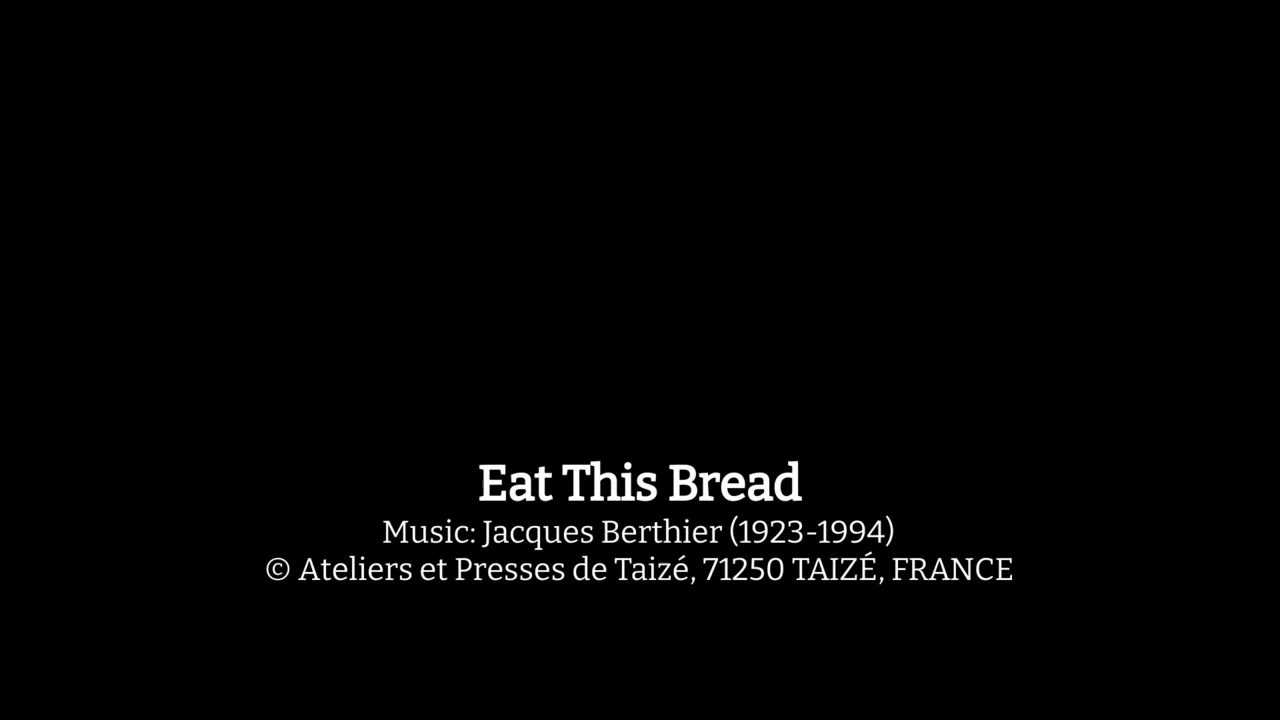 Eat This Bread
Music: Jacques Berthier (1923-1994)
© Ateliers et Presses de Taizé, 71250 TAIZÉ, FRANCE